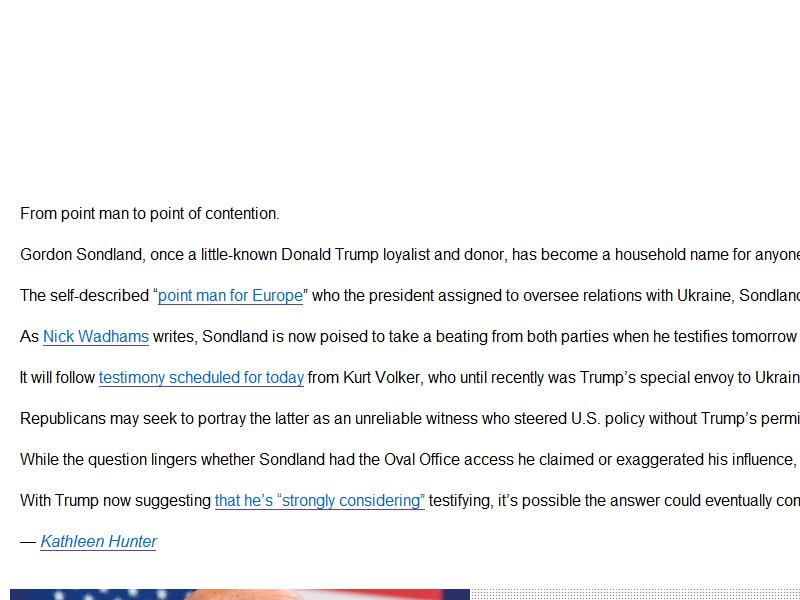 From point man to point of contention.
Gordon Sondland, once a little-known Donald Trump loyalist and donor, has become a household name for anyone
The self-described “point man for Europe” who the president assigned to oversee relations with Ukraine, Sondland
As Nick Wadhams writes, Sondland is now poised to take a beating from both parties when he testifies tomorrow
It will follow testimony scheduled for today from Kurt Volker, who until recently was Trump’s special envoy to
Republicans may seek to portray the latter as an unreliable witness who steered U.S. policy without Trump’s
While the question lingers whether Sondland had the Oval Office access he claimed or exaggerated his influence,
With Trump now suggesting that he’s “strongly considering” testifying, it’s possible the answer could eventually
— Kathleen Hunter